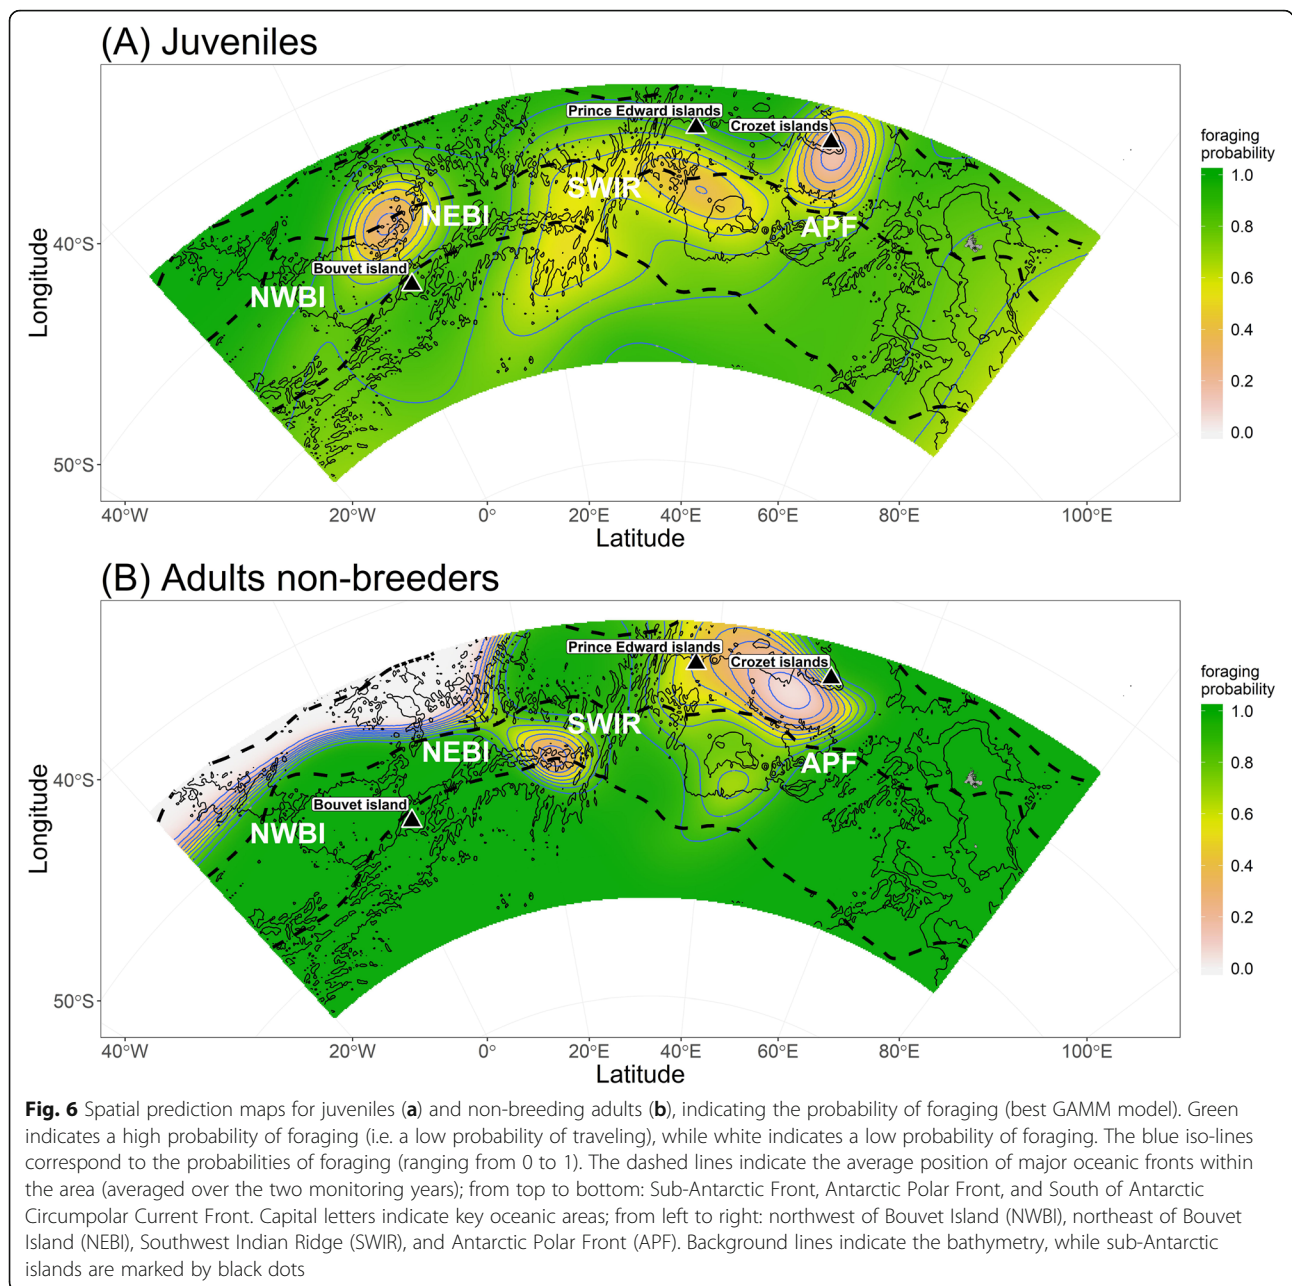 (A) Juveniles
Prince Edward islands
Crozet islands
SWIR
NEBI
APF
Bouvet island
NWBI
foraging
probability
1.0
0.8
0.6
0.4
0.2
0.0
Longitude
40°S
50°S
40°W
20°W
0°
20°E
40°E
60°E
80°E
100°E
Latitude
(B) Adults non-breeders
Prince Edward islands
Crozet islands
SWIR
NEBI
APF
Bouvet island
NWBI
foraging
probability
1.0
0.8
0.6
0.4
0.2
0.0
Longitude
40°S
50°S
40°W
20°W
0°
20°E
40°E
60°E
80°E
100°E
Latitude
Fig. 6 Spatial prediction maps for juveniles (a) and non-breeding adults (b), indicating the probability of foraging (best GAMM model). Green
indicates a high probability of foraging (i.e. a low probability of traveling), while white indicates a low probability of foraging. The blue iso-lines
correspond to the probabilities of foraging (ranging from 0 to 1). The dashed lines indicate the average position of major oceanic fronts within
the area (averaged over the two monitoring years); from top to bottom: Sub-Antarctic Front, Antarctic Polar Front, and South of Antarctic
Circumpolar Current Front. Capital letters indicate key oceanic areas; from left to right: northwest of Bouvet Island (NWBI), northeast of Bouvet
Island (NEBI), Southwest Indian Ridge (SWIR), and Antarctic Polar Front (APF). Background lines indicate the bathymetry, while sub-Antarctic
islands are marked by black dots